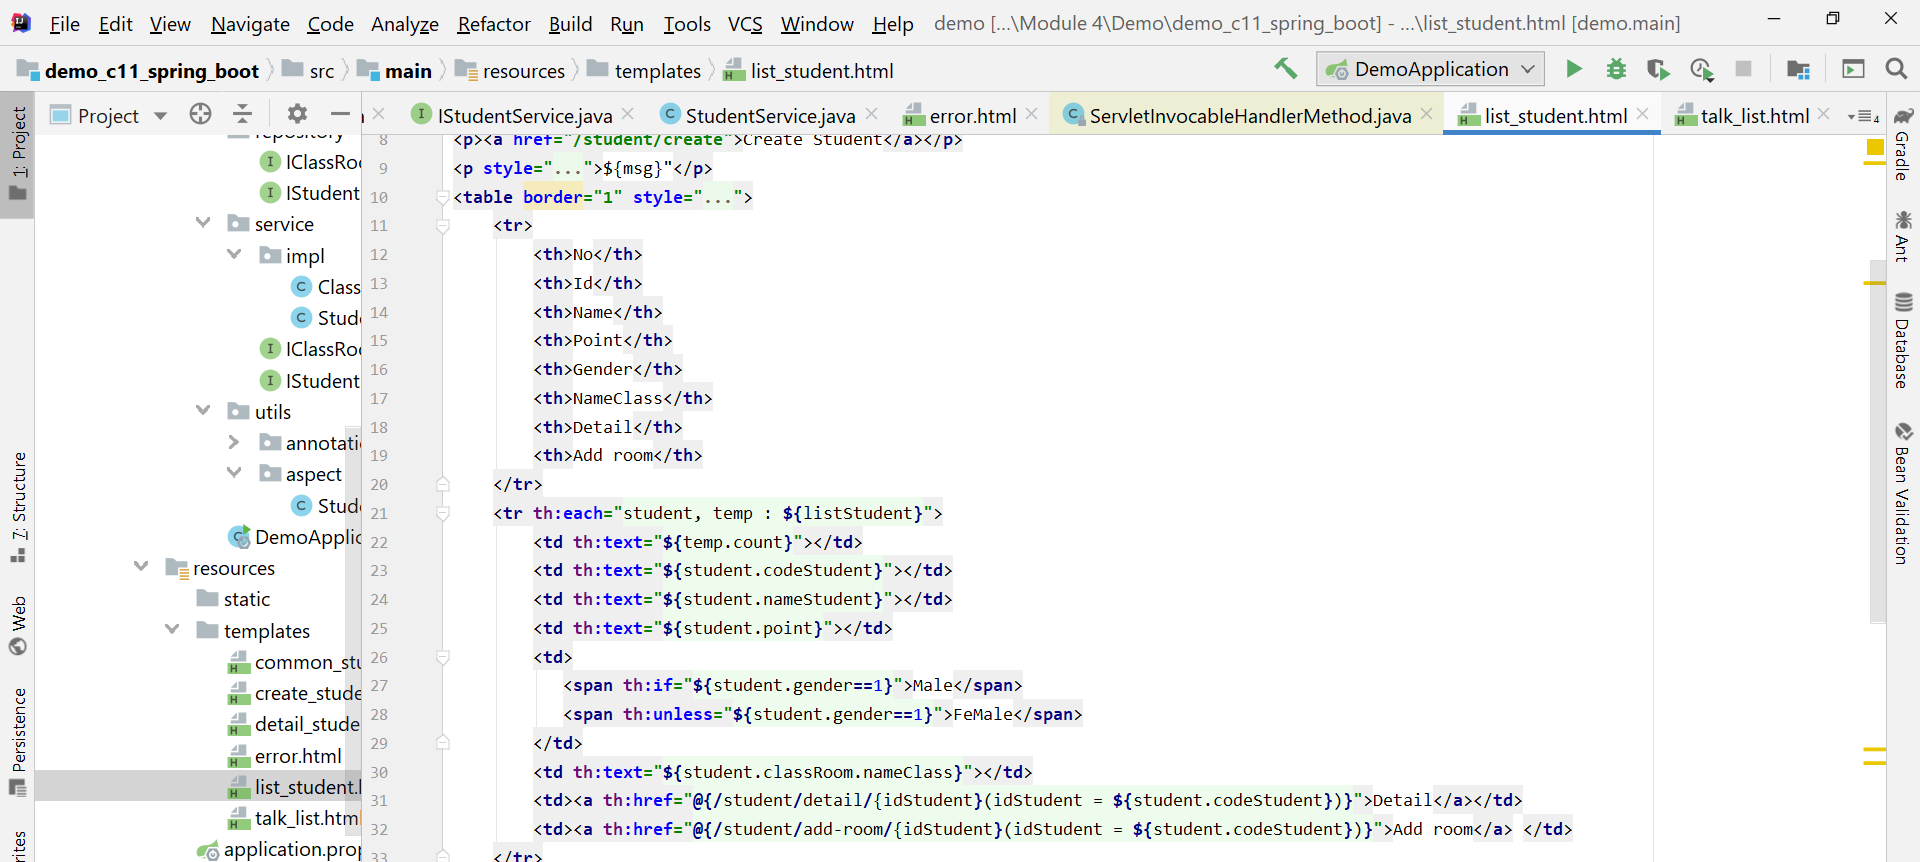 File Edit View Navigate Code Analyze Refactor Build Run Tools VCS Window Help demo [...\Module 4\Demo\demo_c11_spring_boot] - ...\list_student.html [demo.main]
demo_c11_spring_boot src main resources templates list_student.html DemoApplication
Project IStudentService.java StudentService.java error.html ServletInvocableHandlerMethod.java list_student.html talk_list.html 4
1: Project
7: Structure
Web
Persistence
repository
IClassRoo
IStudent
service
impl
Class
Stude
IClassRoo
IStudent
utils
annotatio
aspect
Stude
DemoApplic
resources
static
templates
common_stu
create_stude
detail_stude
error.html
list_student.h
talk_list.html
application.prop
8 <p><a href="/student/create">Create Student</a></p>
9 <p style="...">${msg}"</p>
10 <table border="1" style="...">
11 <tr>
12 <th>No</th>
13 <th>Id</th>
14 <th>Name</th>
15 <th>Point</th>
16 <th>Gender</th>
17 <th>NameClass</th>
18 <th>Detail</th>
19 <th>Add room</th>
20 </tr>
21 <tr th:each="student, temp : ${listStudent}">
22 <td th:text="${temp.count}"></td>
23 <td th:text="${student.codeStudent}"></td>
24 <td th:text="${student.nameStudent}"></td>
25 <td th:text="${student.point}"></td>
26 <td>
27 <span th:if="${student.gender==1}">Male</span>
28 <span th:unless="${student.gender==1}">FeMale</span>
29 </td>
30 <td th:text="${student.classRoom.nameClass}"></td>
31 <td><a th:href="@{/student/detail/{idStudent}(idStudent = ${student.codeStudent})}">Detail</a></td>
32 <td><a th:href="@{/student/add-room/{idStudent}(idStudent = ${student.codeStudent})}">Add room</a> </td>
33 </tr>
Gradle
Ant
Database
Bean Validation